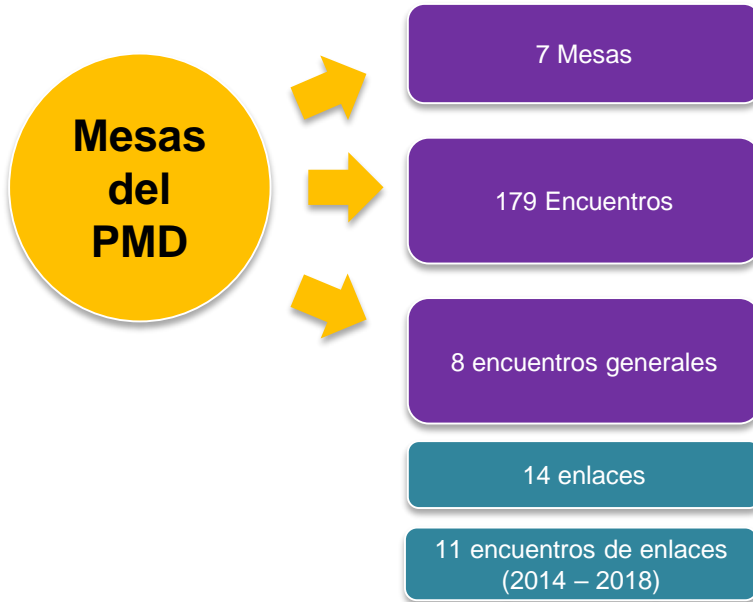 Mesas
del
PMD
7 Mesas
179 Encuentros
8 encuentros generales
14 enlaces
11 encuentros de enlaces
(2014 – 2018)